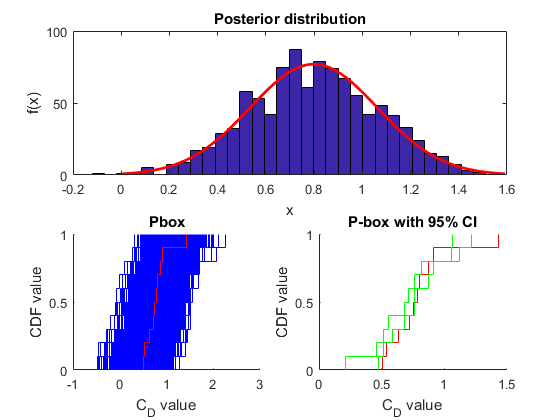 Posterior distribution
100
50
0
f(x)
-0.2 0 0.2 0.4 0.6 0.8 1 1.2 1.4 1.6
x
Pbox
1
0.5
0
CDF value
-1 0 1 2 3
C_D value
P-box with 95% CI
1
0.5
0
CDF value
0 0.5 1 1.5
C_D value